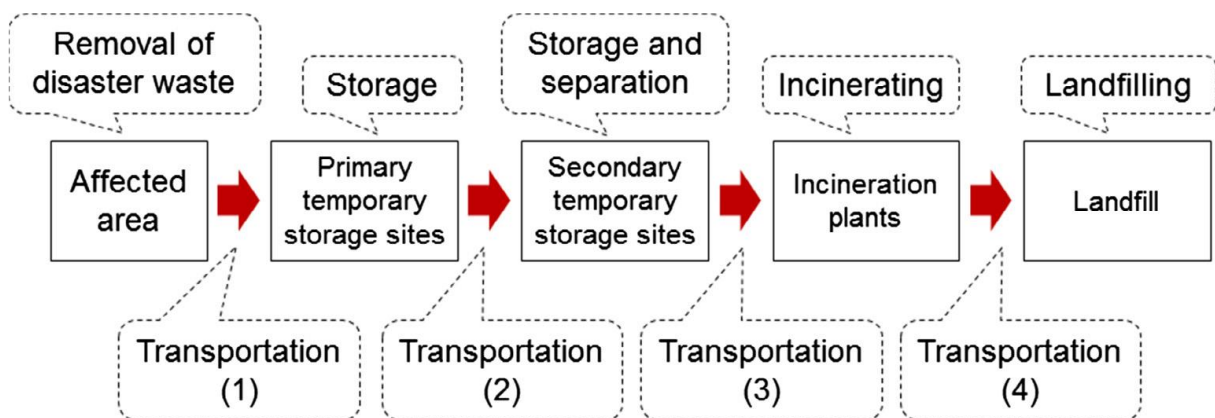 Removal of
disaster waste
Storage
Storage and
separation
Incinerating
Landfilling
Affected
area
Primary
temporary
storage sites
Secondary
temporary
storage sites
Incineration
plants
Landfill
Transportation
(1)
Transportation
(2)
Transportation
(3)
Transportation
(4)